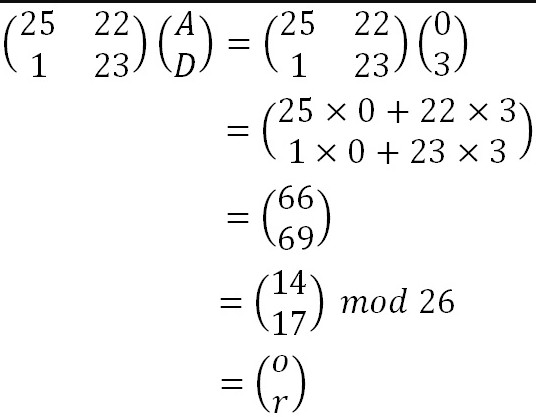 (25 22 / 1 23) (A / D) = (25 22 / 1 23) (0 / 3)
= (25 × 0 + 22 × 3 / 1 × 0 + 23 × 3)
= (66 / 69)
= (14 / 17) mod 26
= (o / r)